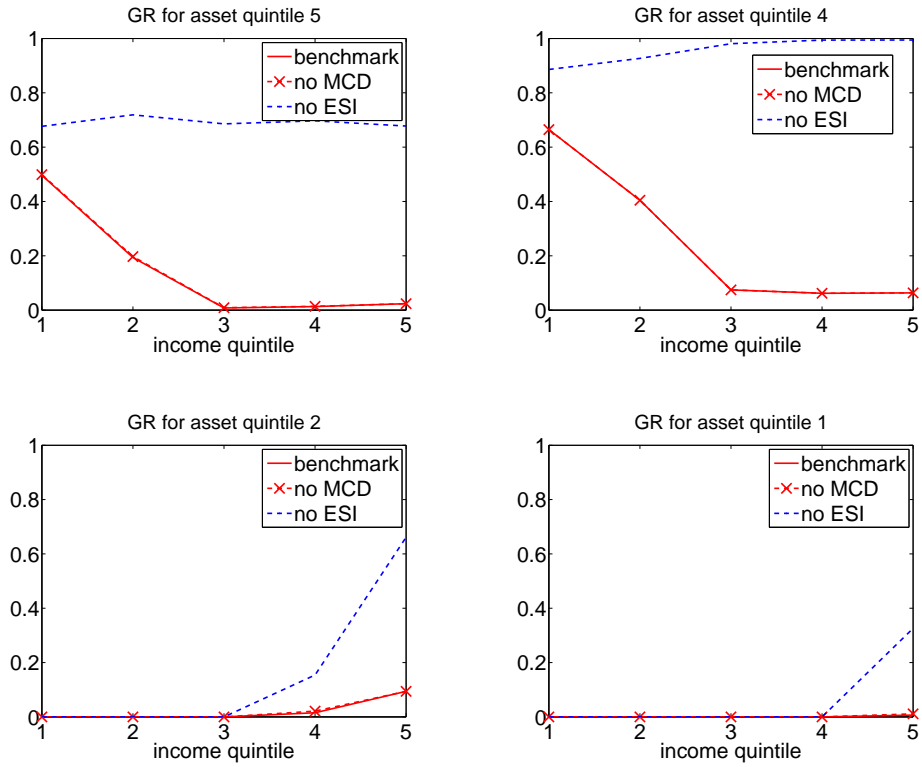 GR for asset quintile 5
1
0.8
0.6
0.4
0.2
0
1 2 3 4 5
income quintile
benchmark
no MCD
no ESI
GR for asset quintile 4
1
0.8
0.6
0.4
0.2
0
1 2 3 4 5
income quintile
benchmark
no MCD
no ESI
GR for asset quintile 2
1
0.8
0.6
0.4
0.2
0
1 2 3 4 5
income quintile
benchmark
no MCD
no ESI
GR for asset quintile 1
1
0.8
0.6
0.4
0.2
0
1 2 3 4 5
income quintile
benchmark
no MCD
no ESI